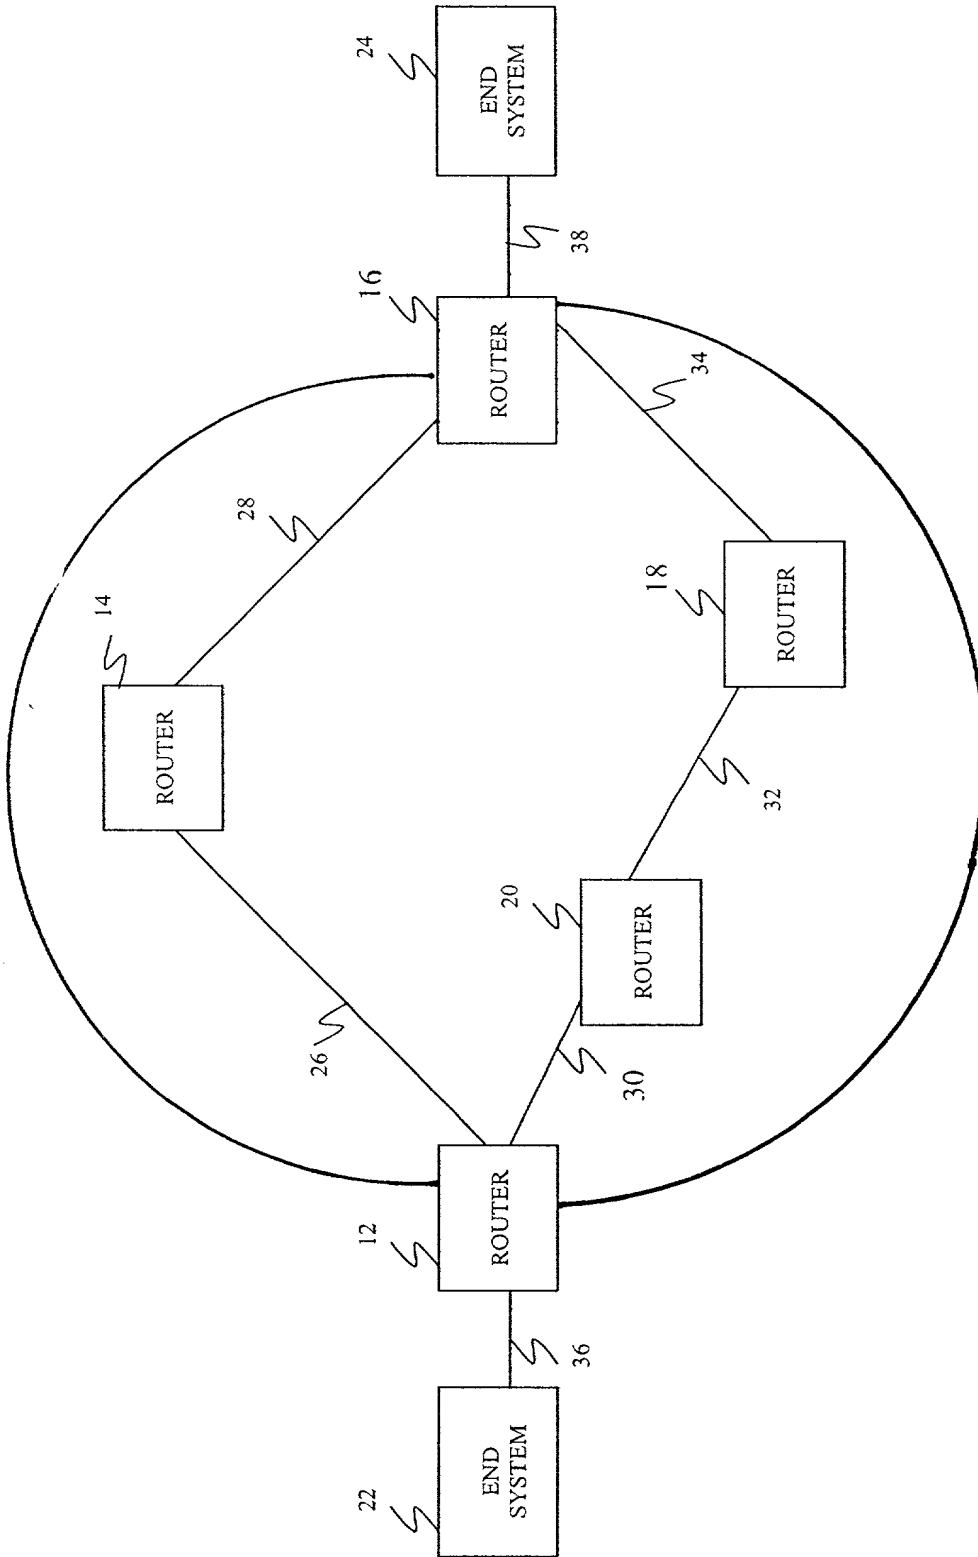 24
END
SYSTEM
38
16
ROUTER
34
28
14
ROUTER
18
ROUTER
32
20
ROUTER
26
30
12
ROUTER
36
22
END
SYSTEM